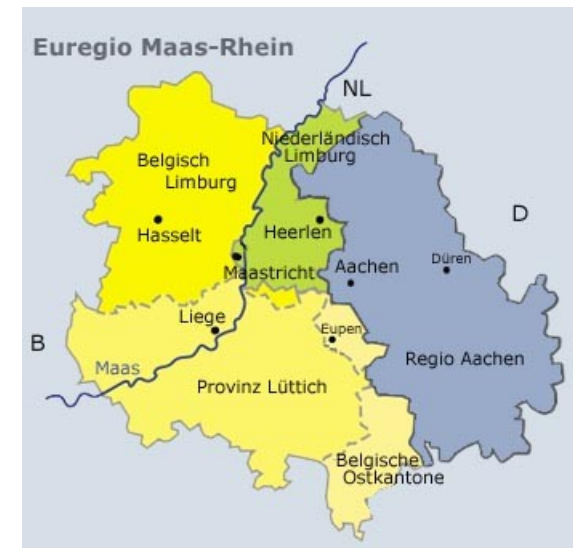 Euregio Maas-Rhein
NL
Niederländisch
Limburg
Belgisch
Limburg
Hasselt
Heerlen
D
Maastricht
Aachen
Düren
Liege
Eupen
B
Maas
Regio Aachen
Provinz Lüttich
Belgische
Ostkantone